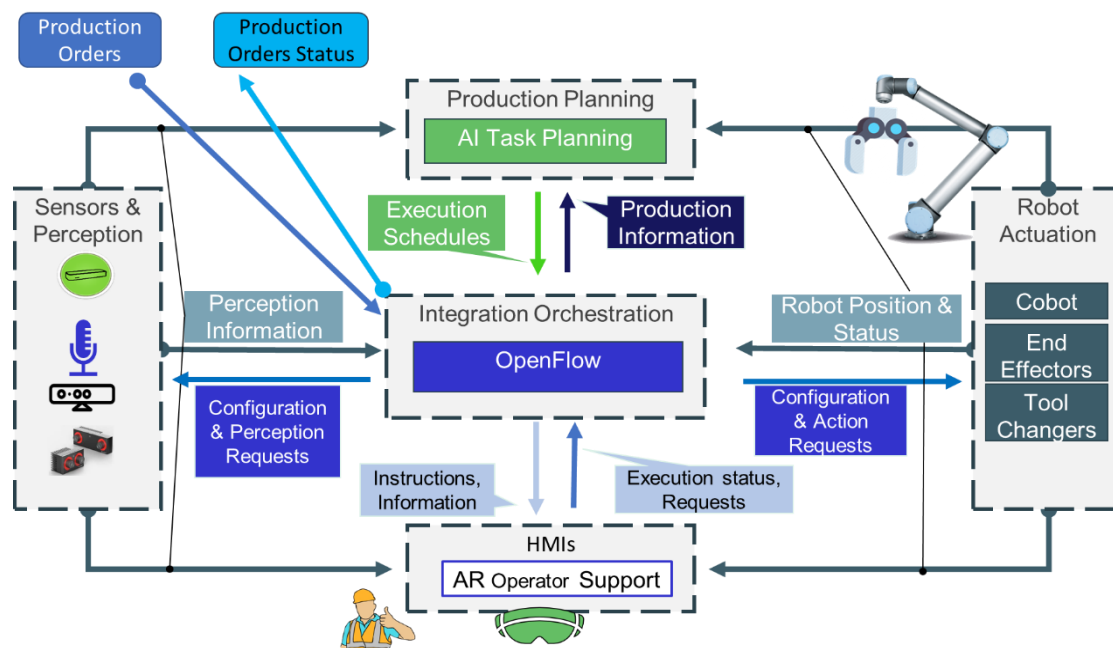 Production
Orders
Production
Orders Status
Production Planning
AI Task Planning
Execution
Schedules
Production
Information
Sensors &
Perception
Robot
Actuation
Perception
Information
Integration Orchestration
OpenFlow
Robot Position &
Status
Cobot
End
Effectors
Tool
Changers
Configuration
& Perception
Requests
Configuration
& Action
Requests
Instructions,
Information
Execution status,
Requests
HMIs
AR Operator Support